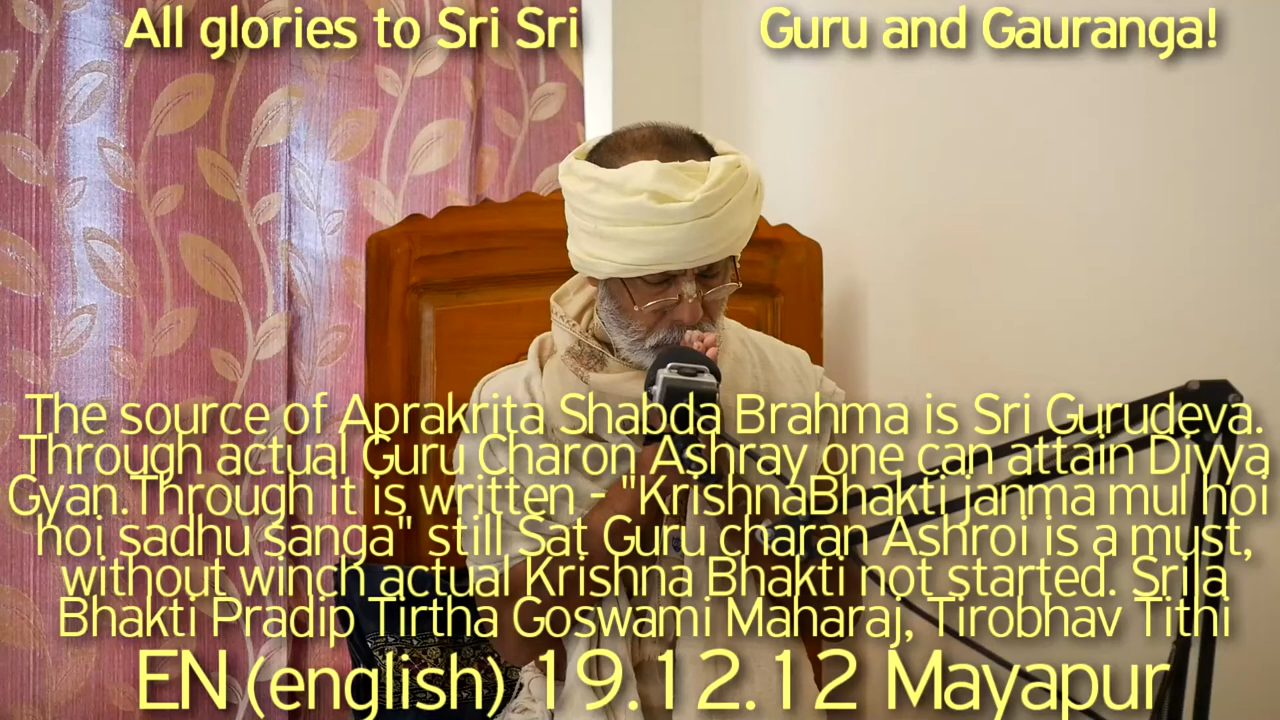 All glories to Sri Sri Guru and Gauranga!
The source of Aprakrita Shabda Brahma is Sri Gurudeva.
Through actual Guru Charon Ashray one can attain Divya
Gyan.Through it is written - "KrishnaBhakti janma mul hoi
hoi sadhu sanga" still Sat Guru charan Ashroi is a must,
without winch actual Krishna Bhakti not started. Srila
Bhakti Pradip Tirtha Goswami Maharaj, Tirobhav Tithi
EN (english) 19.12.12 Mayapur